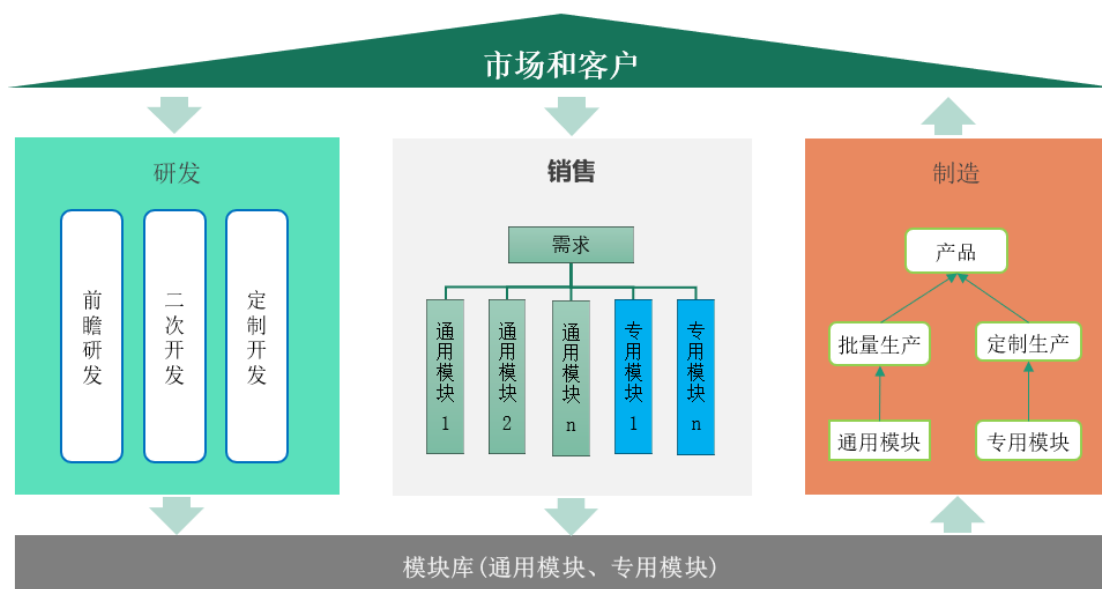 市场和客户
研发
前瞻研发
二次开发
定制开发
销售
需求
通用模块1
通用模块2
通用模块n
专用模块1
专用模块n
制造
产品
批量生产
定制生产
通用模块
专用模块
模块库(通用模块、专用模块)